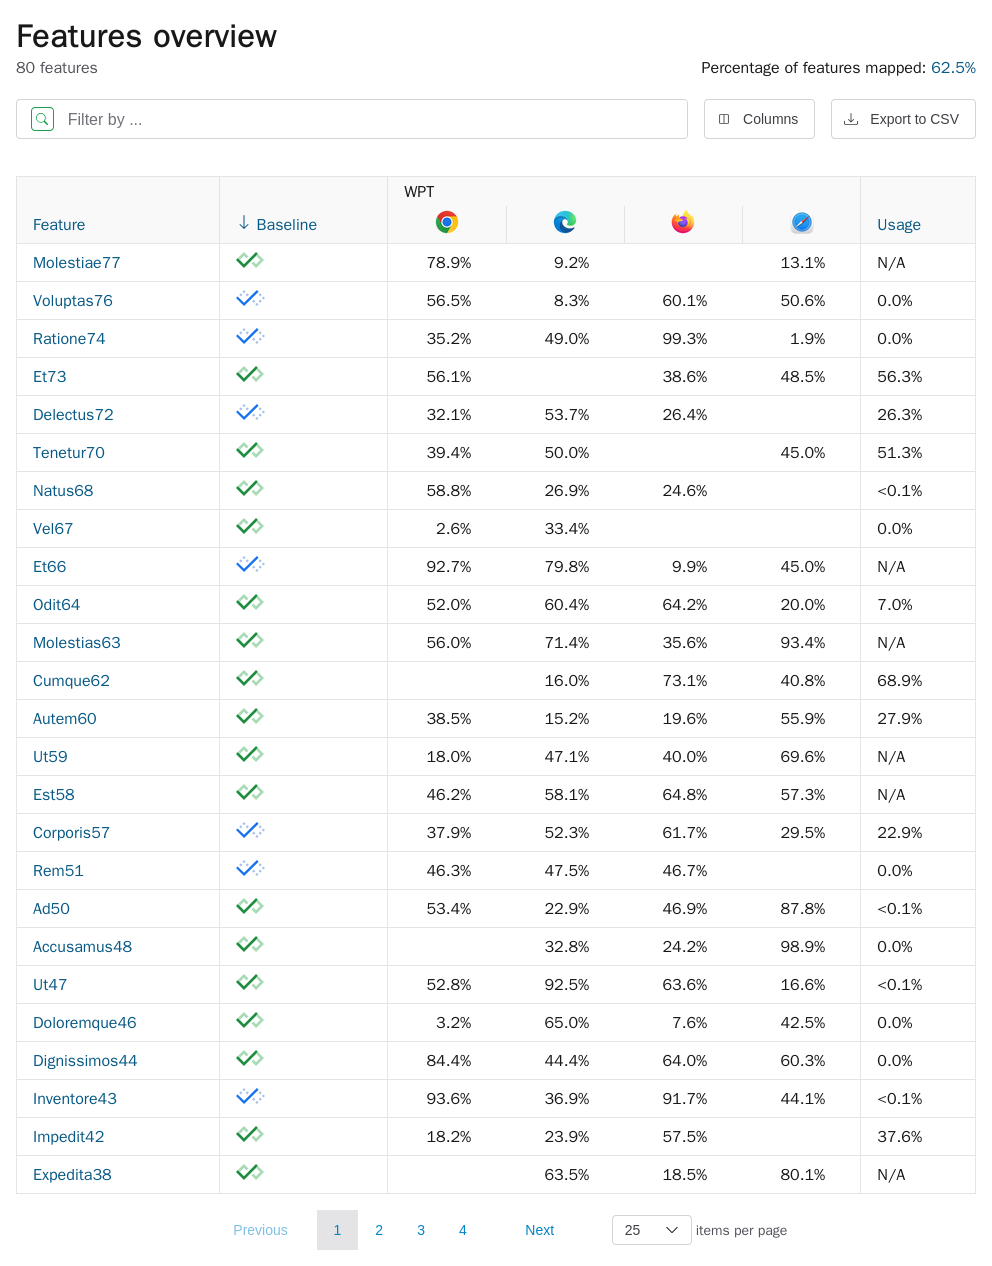 Features overview
80 features
Percentage of features mapped: 62.5%
Filter by ...
Columns
Export to CSV
WPT
Feature Baseline Usage
Molestiae77 78.9% 9.2% 13.1% N/A
Voluptas76 56.5% 8.3% 60.1% 50.6% 0.0%
Ratione74 35.2% 49.0% 99.3% 1.9% 0.0%
Et73 56.1% 38.6% 48.5% 56.3%
Delectus72 32.1% 53.7% 26.4% 26.3%
Tenetur70 39.4% 50.0% 45.0% 51.3%
Natus68 58.8% 26.9% 24.6% <0.1%
Vel67 2.6% 33.4% 0.0%
Et66 92.7% 79.8% 9.9% 45.0% N/A
Odit64 52.0% 60.4% 64.2% 20.0% 7.0%
Molestias63 56.0% 71.4% 35.6% 93.4% N/A
Cumque62 16.0% 73.1% 40.8% 68.9%
Autem60 38.5% 15.2% 19.6% 55.9% 27.9%
Ut59 18.0% 47.1% 40.0% 69.6% N/A
Est58 46.2% 58.1% 64.8% 57.3% N/A
Corporis57 37.9% 52.3% 61.7% 29.5% 22.9%
Rem51 46.3% 47.5% 46.7% 0.0%
Ad50 53.4% 22.9% 46.9% 87.8% <0.1%
Accusamus48 32.8% 24.2% 98.9% 0.0%
Ut47 52.8% 92.5% 63.6% 16.6% <0.1%
Doloremque46 3.2% 65.0% 7.6% 42.5% 0.0%
Dignissimos44 84.4% 44.4% 64.0% 60.3% 0.0%
Inventore43 93.6% 36.9% 91.7% 44.1% <0.1%
Impedit42 18.2% 23.9% 57.5% 37.6%
Expedita38 63.5% 18.5% 80.1% N/A
Previous 1 2 3 4 Next 25 items per page